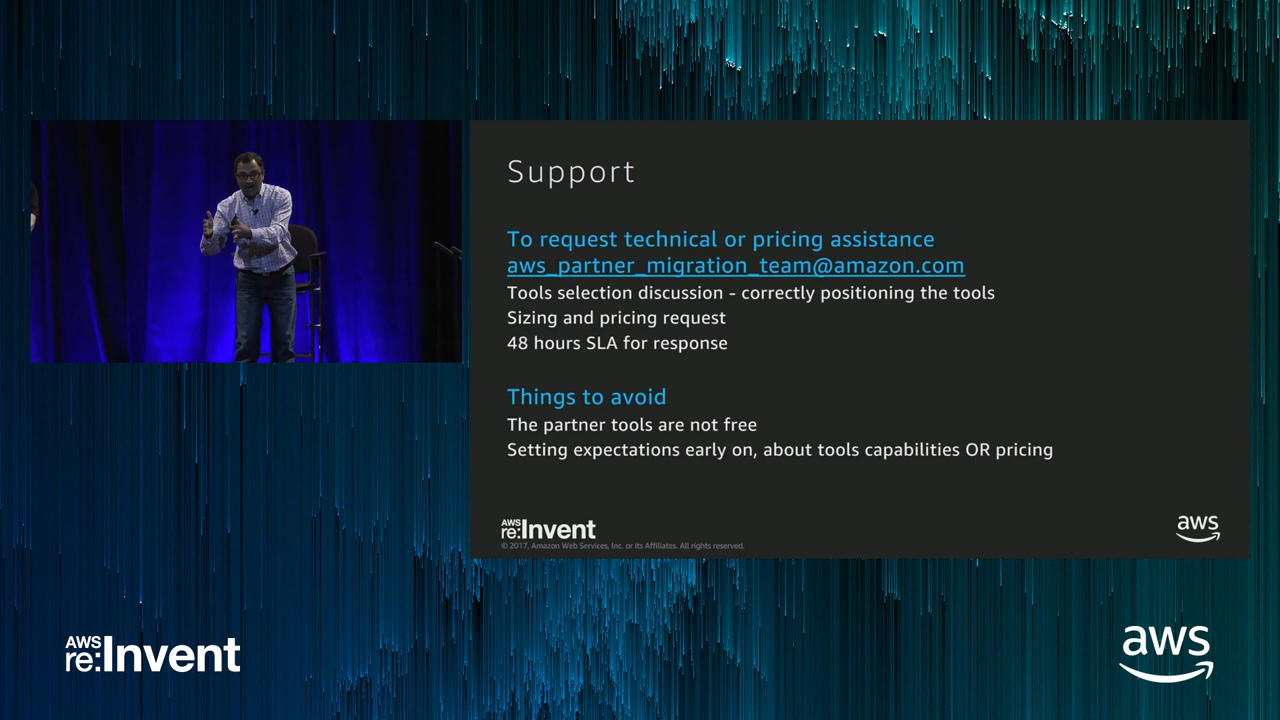 Support
To request technical or pricing assistance
aws_partner_migration_team@amazon.com
Tools selection discussion - correctly positioning the tools
Sizing and pricing request
48 hours SLA for response
Things to avoid
The partner tools are not free
Setting expectations early on, about tools capabilities OR pricing
AWS
re:Invent
© 2017, Amazon Web Services, Inc. or its Affiliates. All rights reserved.
aws
AWS
re:Invent
aws